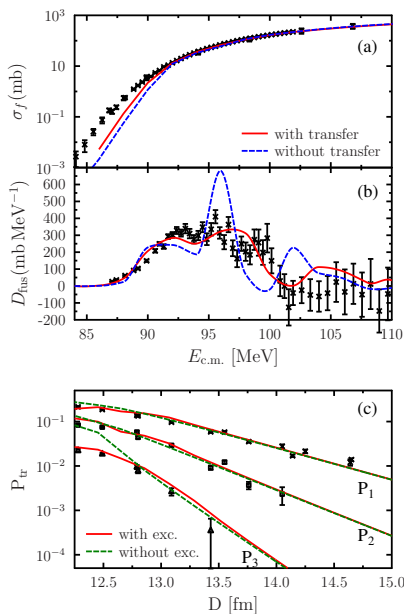 10³
10¹
10⁻¹
10⁻³
σf(mb)
(a)
with transfer
without transfer
600
500
400
300
200
100
0
-100
-200
Dfus(mb MeV⁻¹)
(b)
85 90 95 100 105 110
Ec.m. [MeV]
10⁻¹
10⁻²
10⁻³
10⁻⁴
Ptr
(c)
P₁
P₂
P₃
with exc.
without exc.
12.5 13.0 13.5 14.0 14.5 15.0
D [fm]